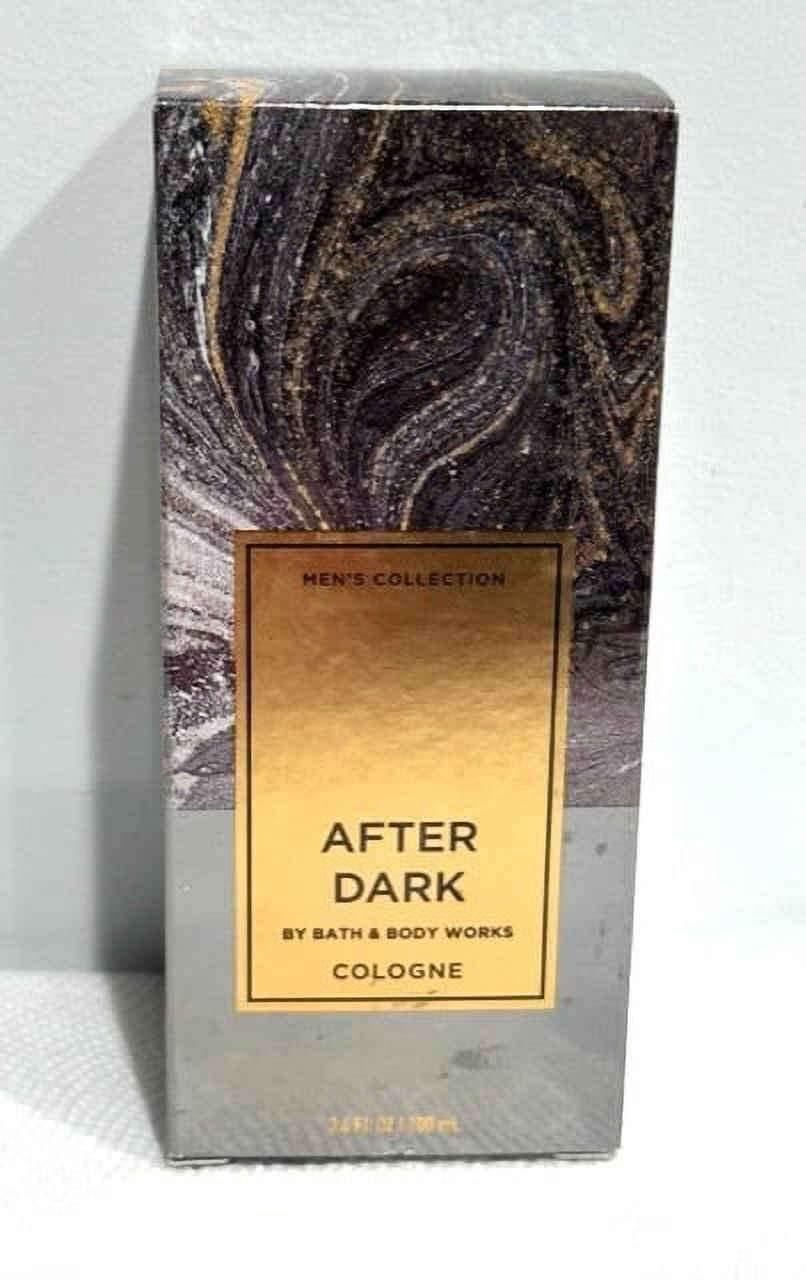 MEN'S COLLECTION
AFTER
DARK
BY BATH & BODY WORKS
COLOGNE
3.4 FL OZ / 100 mL